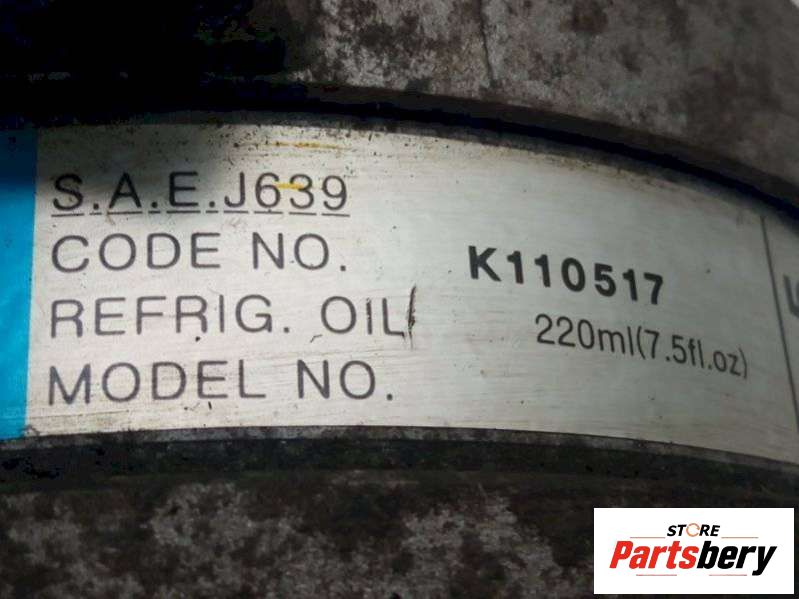 S.A.E.J639
CODE NO. K110517
REFRIG. OIL 220ml(7.5fl.oz)
MODEL NO.
STORE
Partsbery